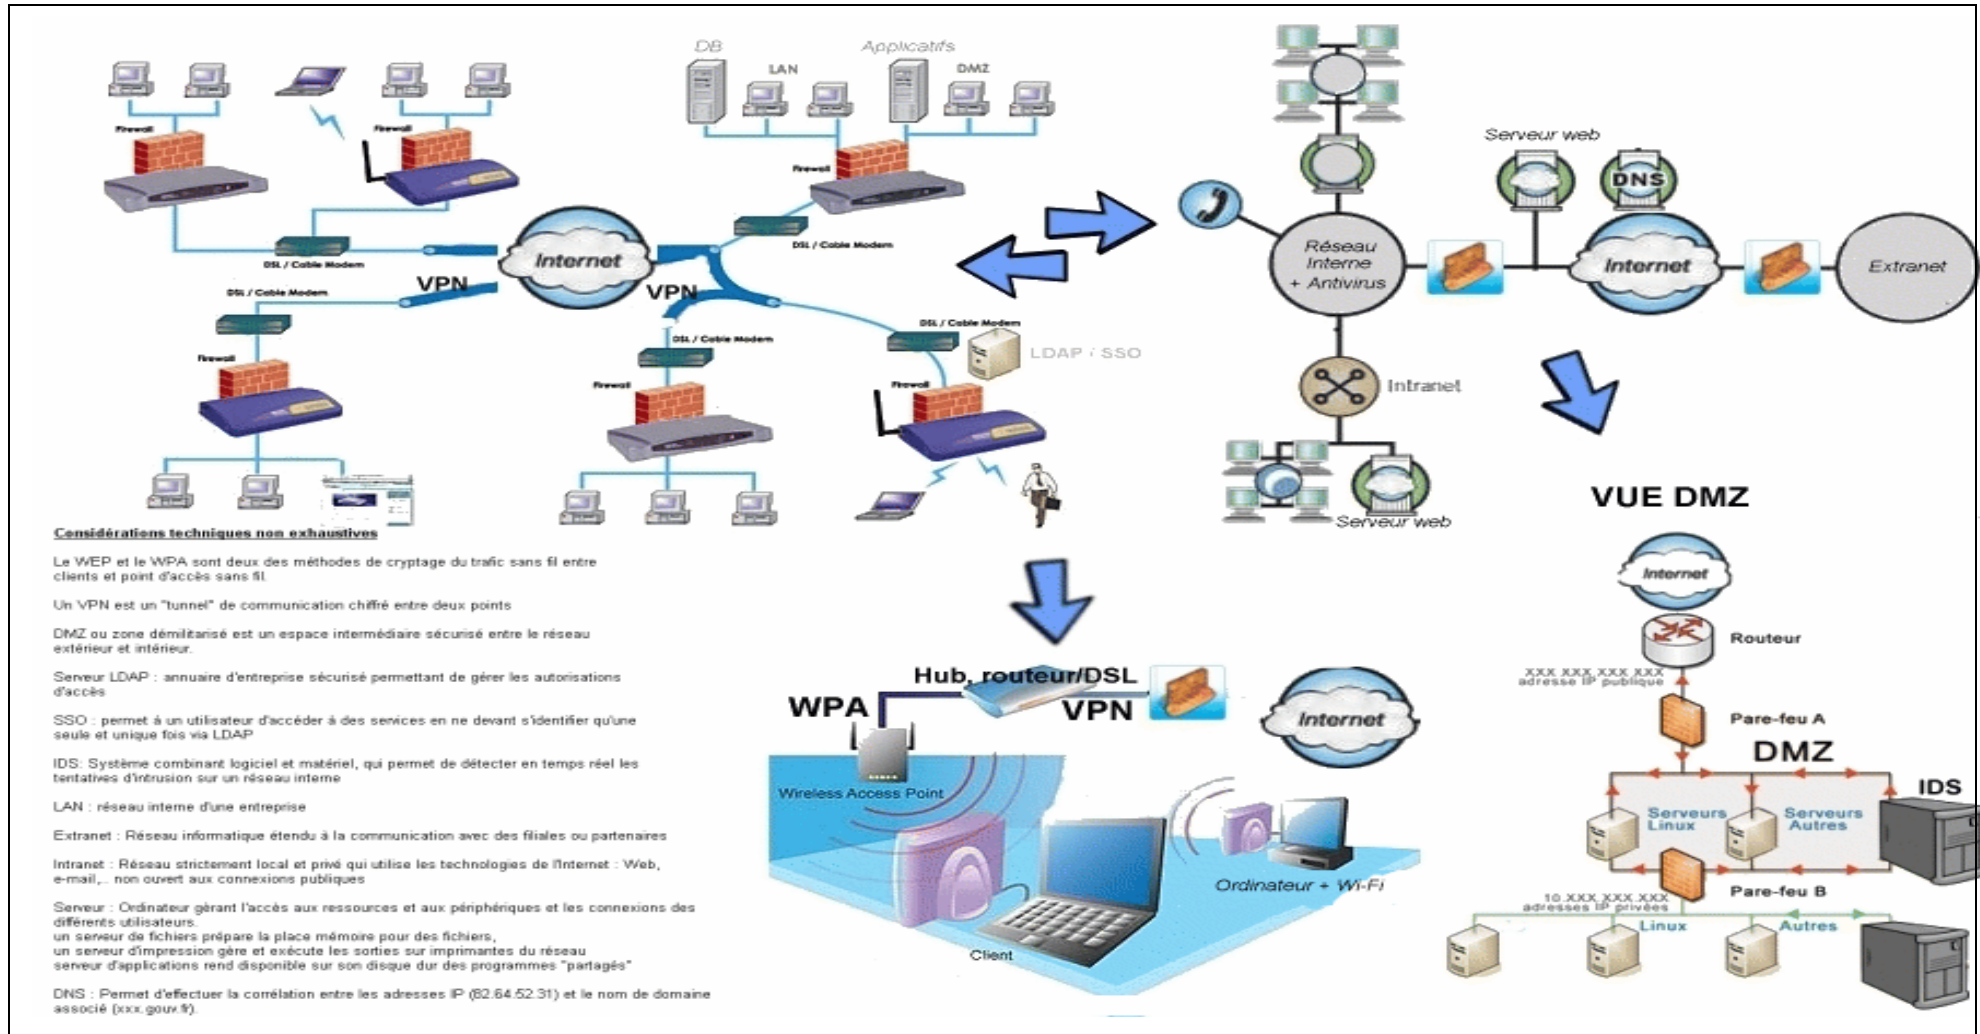 DB
Applicatifs
LAN
DMZ
Firewall
Firewall
Firewall
DSL / Cable Modem
DSL / Cable Modem
Internet
VPN
VPN
DSL / Cable Modem
DSL / Cable Modem
DSL / Cable Modem
LDAP / SSO
Firewall
Firewall
Firewall
Serveur web
DNS
Réseau
Interne
+ Antivirus
Internet
Extranet
Intranet
Serveur web
Considérations techniques non exhaustives
Le WEP et le WPA sont deux des méthodes de cryptage du trafic sans fil entre
clients et point d'accès sans fil.
Un VPN est un "tunnel" de communication chiffré entre deux points
DMZ ou zone démilitarisé est un espace intermédiaire sécurisé entre le réseau
extérieur et intérieur.
Serveur LDAP : annuaire d'entreprise sécurisé permettant de gérer les autorisations
d'accès
SSO : permet à un utilisateur d'accéder à des services en ne devant s'identifier qu'une
seule et unique fois via LDAP
IDS: Système combinant logiciel et matériel, qui permet de détecter en temps réel les
tentatives d'intrusion sur un réseau interne
LAN : réseau interne d'une entreprise
Extranet : Réseau informatique étendu à la communication avec des filiales ou partenaires
Intranet : Réseau strictement local et privé qui utilise les technologies de l'Internet : Web,
e-mail,... non ouvert aux connexions publiques
Serveur : Ordinateur gèrant l'accès aux ressources et aux périphériques et les connexions des
différents utilisateurs.
un serveur de fichiers prépare la place mémoire pour des fichiers,
un serveur d'impression gère et exécute les sorties sur imprimantes du réseau
serveur d'applications rend disponible sur son disque dur des programmes "partagés"
DNS : Permet d'effectuer la corrélation entre les adresses IP (82.64.52.31) et le nom de domaine
associé (xxx.gouv.fr).
Hub, routeur/DSL
WPA
VPN
Internet
Wireless Access Point
Ordinateur + Wi-Fi
Client
VUE DMZ
Internet
Routeur
XXX XXX XXX XXX
adresse IP publique
Pare-feu A
DMZ
IDS
Serveurs
Linux
Serveurs
Autres
Pare-feu B
10.XXX XXX.XXX
adresses IP privées
Linux
Autres